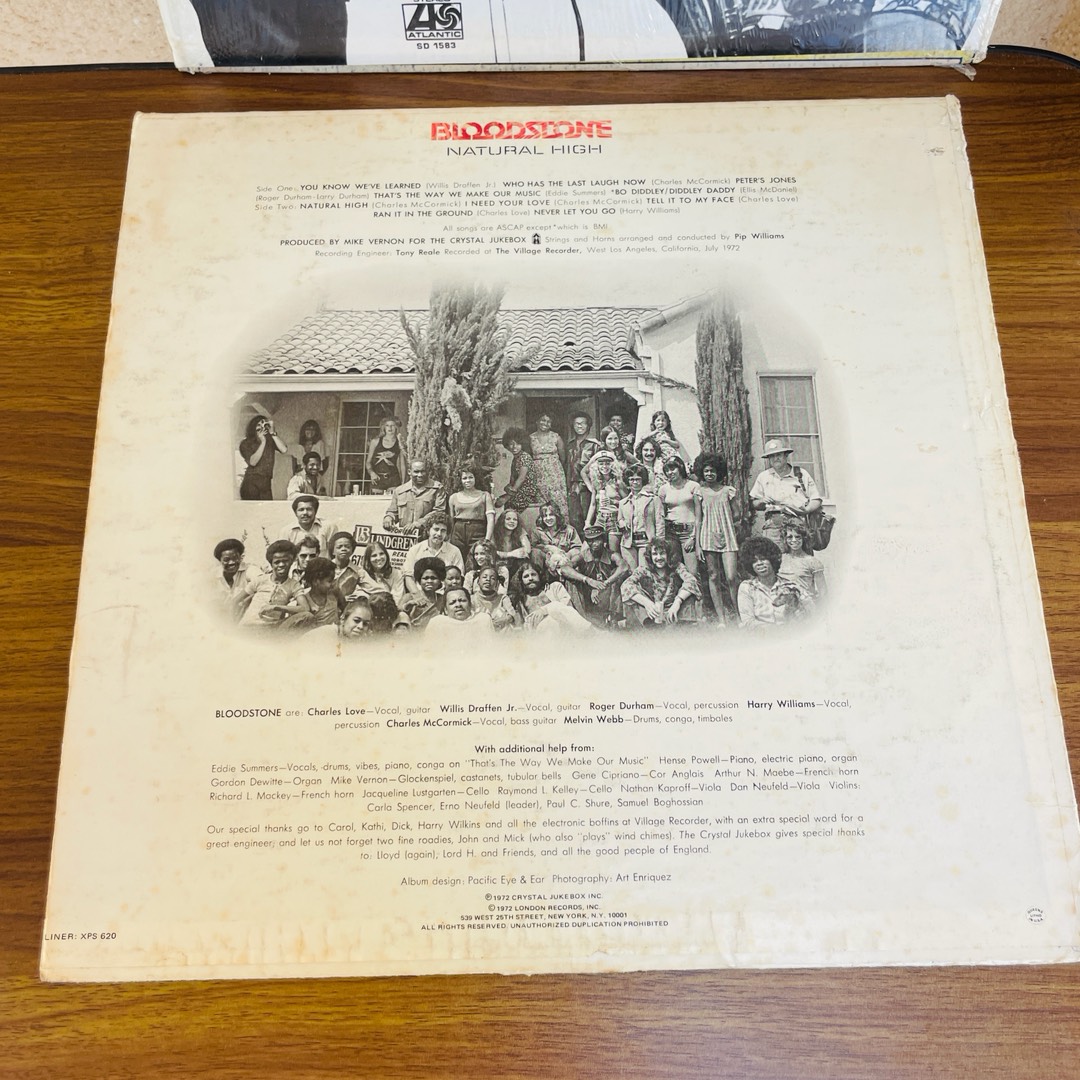 STEREO
ATLANTIC
SD 1583
BLOODSTONE
NATURAL HIGH
Side One: YOU KNOW WE'VE LEARNED (Willis Draffen Jr.) WHO HAS THE LAST LAUGH NOW (Charles McCormick) PETER'S JONES
(Roger Durham-Larry Durham) THAT'S THE WAY WE MAKE OUR MUSIC (Eddie Summers) *BO DIDDLEY/DIDDLEY DADDY (Ellis McDaniel)
Side Two: NATURAL HIGH (Charles McCormick) I NEED YOUR LOVE (Charles McCormick) TELL IT TO MY FACE (Charles Love)
RAN IT IN THE GROUND (Charles Love) NEVER LET YOU GO (Harry Williams)
All songs are ASCAP except *which is BMI.
PRODUCED BY MIKE VERNON FOR THE CRYSTAL JUKEBOX Strings and Horns arranged and conducted by Pip Williams
Recording Engineer: Tony Reale Recorded at The Village Recorder, West Los Angeles, California, July 1972
LINDGREN
REAL
BLOODSTONE are: Charles Love—Vocal, guitar Willis Draffen Jr.—Vocal, guitar Roger Durham—Vocal, percussion Harry Williams—Vocal,
percussion Charles McCormick—Vocal, bass guitar Melvin Webb—Drums, conga, timbales
With additional help from:
Eddie Summers—Vocals, drums, vibes, piano, conga on "That's The Way We Make Our Music" Hense Powell—Piano, electric piano, organ
Gordon Dewitte—Organ Mike Vernon—Glockenspiel, castanets, tubular bells Gene Cipriano—Cor Anglais Arthur N. Maebe—French horn
Richard L. Mackey—French horn Jacqueline Lustgarten—Cello Raymond L. Kelley—Cello Nathan Kaproff—Viola Dan Neufeld—Viola Violins:
Carla Spencer, Erno Neufeld (leader), Paul C. Shure, Samuel Boghossian
Our special thanks go to Carol, Kathi, Dick, Harry Wilkins and all the electronic boffins at Village Recorder, with an extra special word for a
great engineer; and let us not forget two fine roadies, John and Mick (who also "plays" wind chimes). The Crystal Jukebox gives special thanks
to: Lloyd (again), Lord H. and Friends, and all the good people of England.
Album design: Pacific Eye & Ear Photography: Art Enriquez
℗1972 CRYSTAL JUKEBOX INC.
©1972 LONDON RECORDS, INC.
539 WEST 25TH STREET, NEW YORK, N.Y. 10001
ALL RIGHTS RESERVED. UNAUTHORIZED DUPLICATION PROHIBITED
LINER: XPS 620